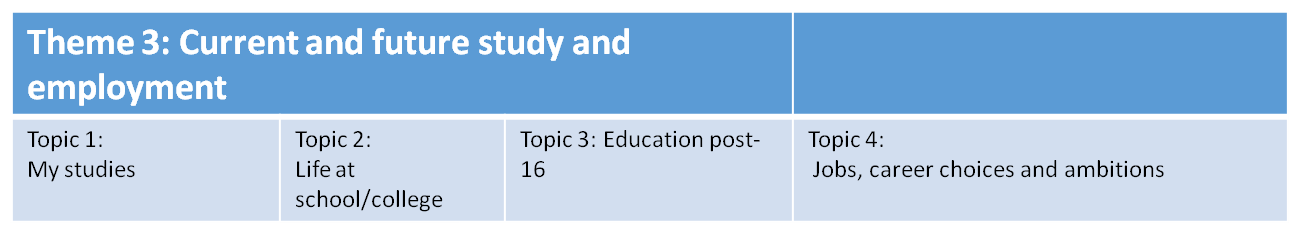 Theme 3: Current and future study and
employment
Topic 1:
My studies
Topic 2:
Life at
school/college
Topic 3: Education post-
16
Topic 4:
Jobs, career choices and ambitions